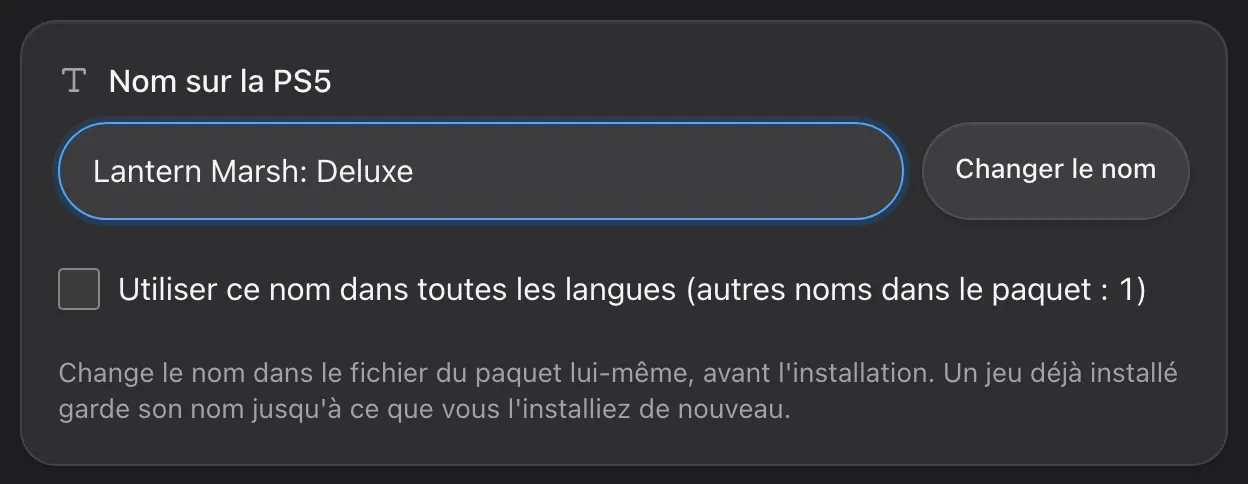 Nom sur la PS5
Lantern Marsh: Deluxe
Changer le nom
Utiliser ce nom dans toutes les langues (autres noms dans le paquet : 1)
Change le nom dans le fichier du paquet lui-même, avant l'installation. Un jeu déjà installé
garde son nom jusqu'à ce que vous l'installiez de nouveau.